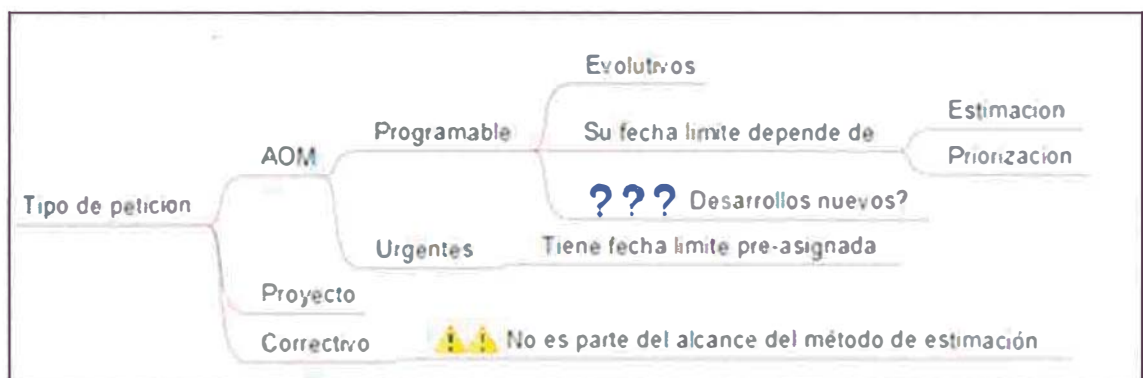 Tipo de peticion
AOM
Programable
Evolutivos
Su fecha limite depende de
Estimacion
Priorizacion
??? Desarrollos nuevos?
Urgentes
Tiene fecha limite pre-asignada
Proyecto
Correctivo
No es parte del alcance del método de estimación